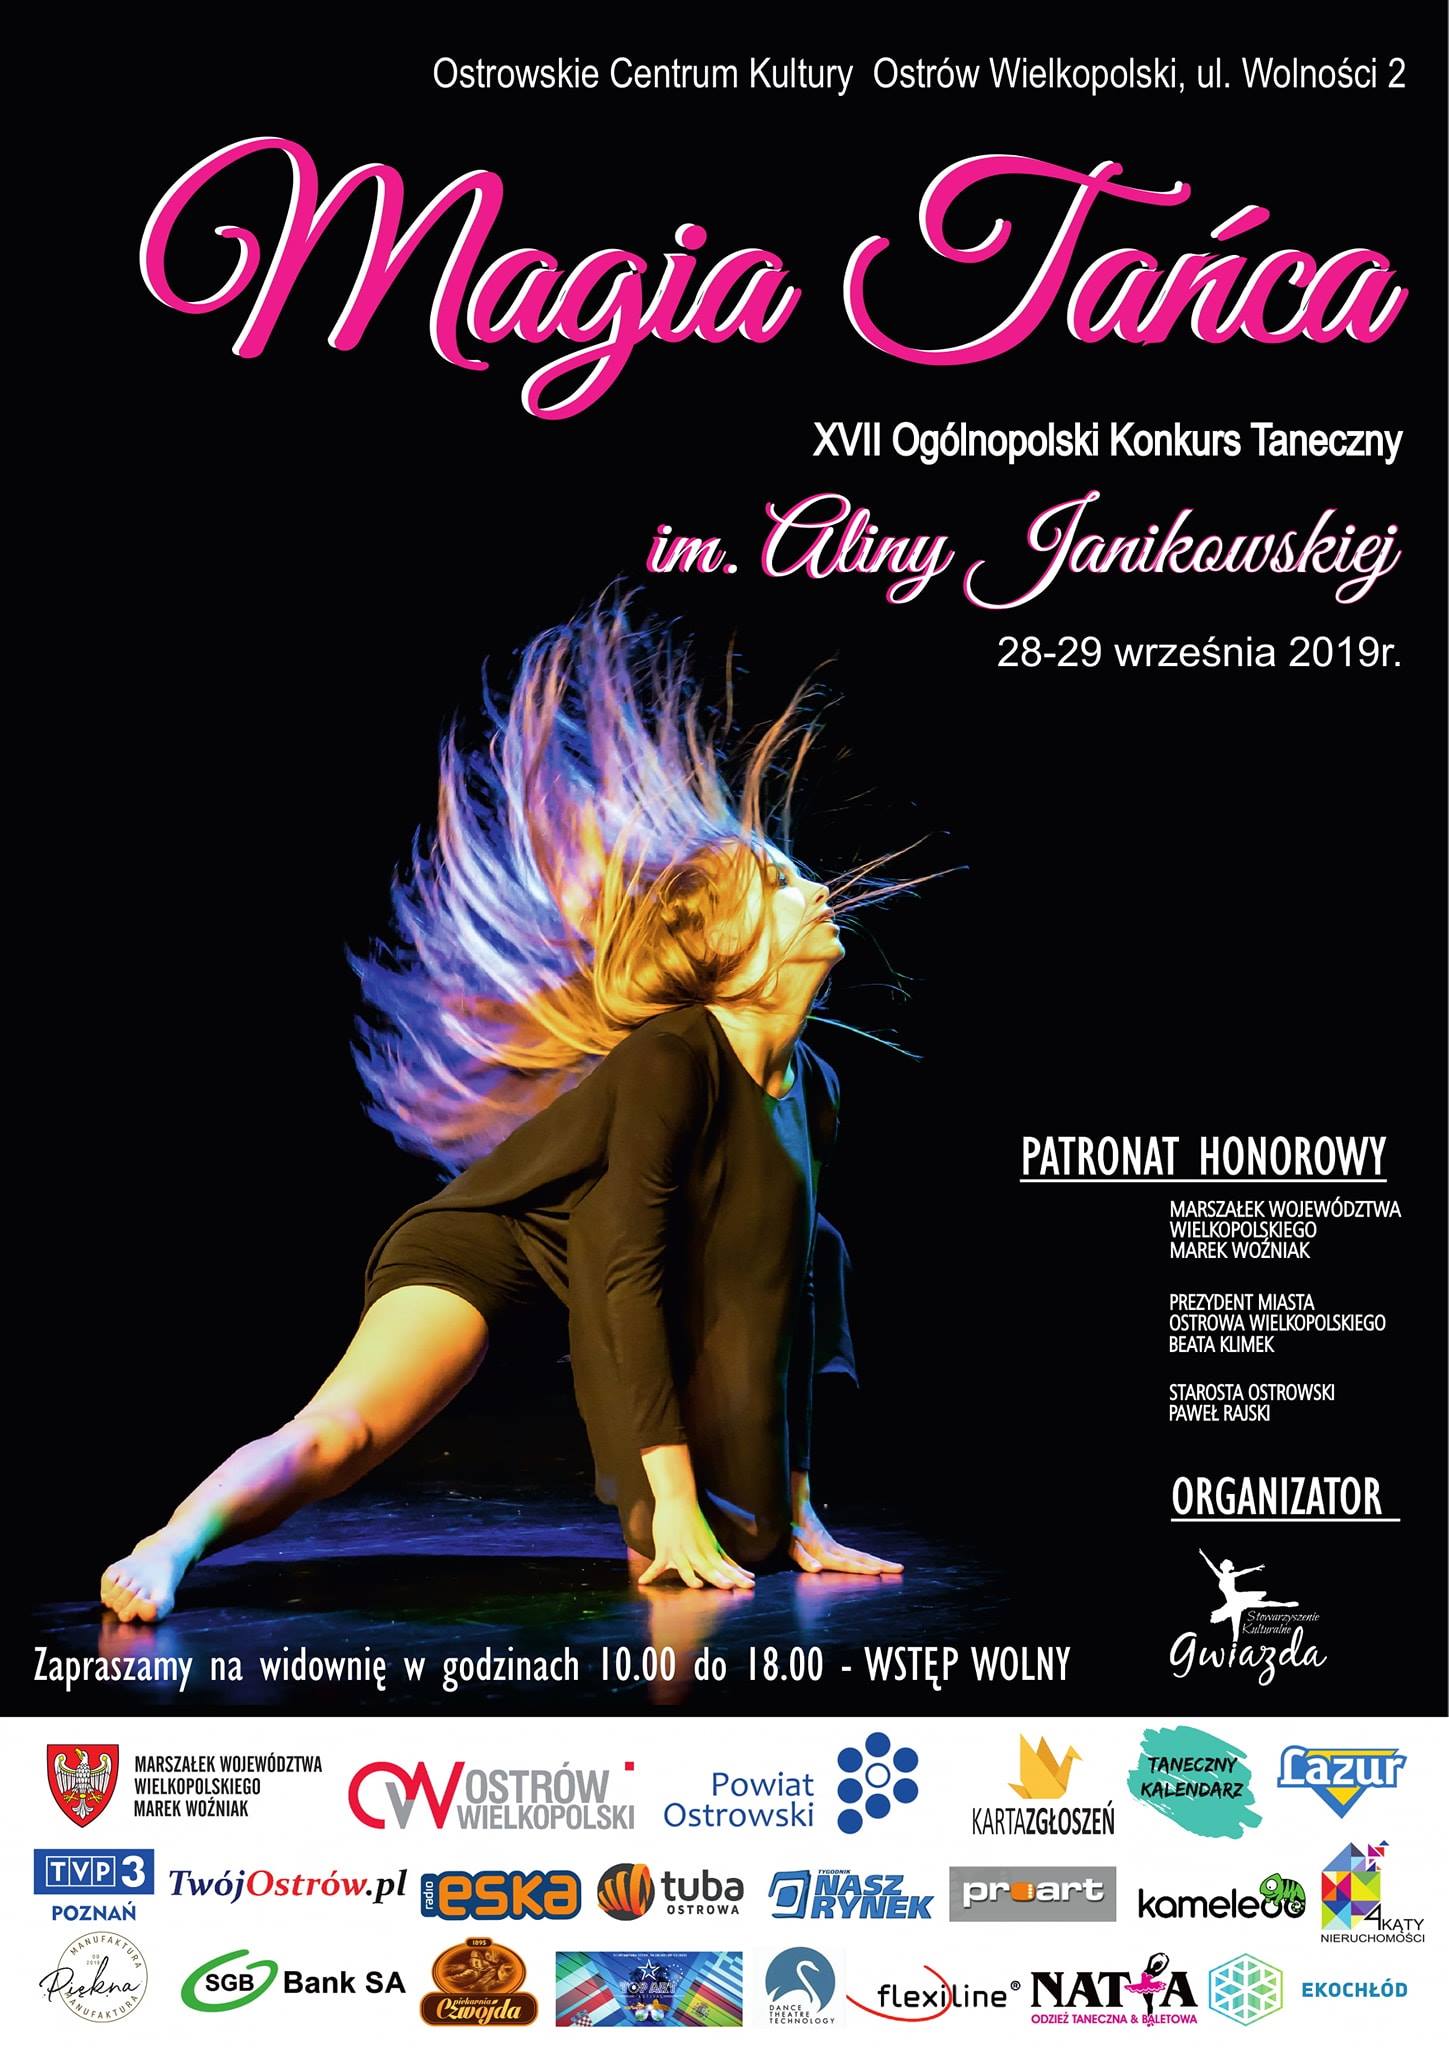 Ostrowskie Centrum Kultury  Ostrów Wielkopolski, ul. Wolności 2
Magia Tańca
XVII Ogólnopolski Konkurs Taneczny
im. Aliny Janikowskiej
28-29 września 2019r.
PATRONAT HONOROWY
MARSZAŁEK WOJEWÓDZTWA
WIELKOPOLSKIEGO
MAREK WOŹNIAK
PREZYDENT MIASTA
OSTROWA WIELKOPOLSKIEGO
BEATA KLIMEK
STAROSTA OSTROWSKI
PAWEŁ RAJSKI
ORGANIZATOR
Stowarzyszenie
Kulturalne
Gwiazda
Zapraszamy na widownię w godzinach 10.00 do 18.00 - WSTĘP WOLNY
MARSZAŁEK WOJEWÓDZTWA
WIELKOPOLSKIEGO
MAREK WOŹNIAK
OW OSTRÓW
WIELKOPOLSKI
Powiat
Ostrowski
KARTAZGŁOSZEŃ
TANECZNY
KALENDARZ
Lazur
TVP3
POZNAŃ
TwójOstrów.pl
radio
eska
tuba
OSTROWA
TYGODNIK
NASZ
RYNEK
proart
kameleoo
4KĄTY
NIERUCHOMOŚCI
MANUFAKTURA
Piękna
MANUFAKTURA
SGB Bank SA
1895
piekarnia
Czwojda
TOP ART
DANCE
THEATRE
TECHNOLOGY
flexiline®
NATIA
ODZIEŻ TANECZNA & BALETOWA
EKOCHŁÓD